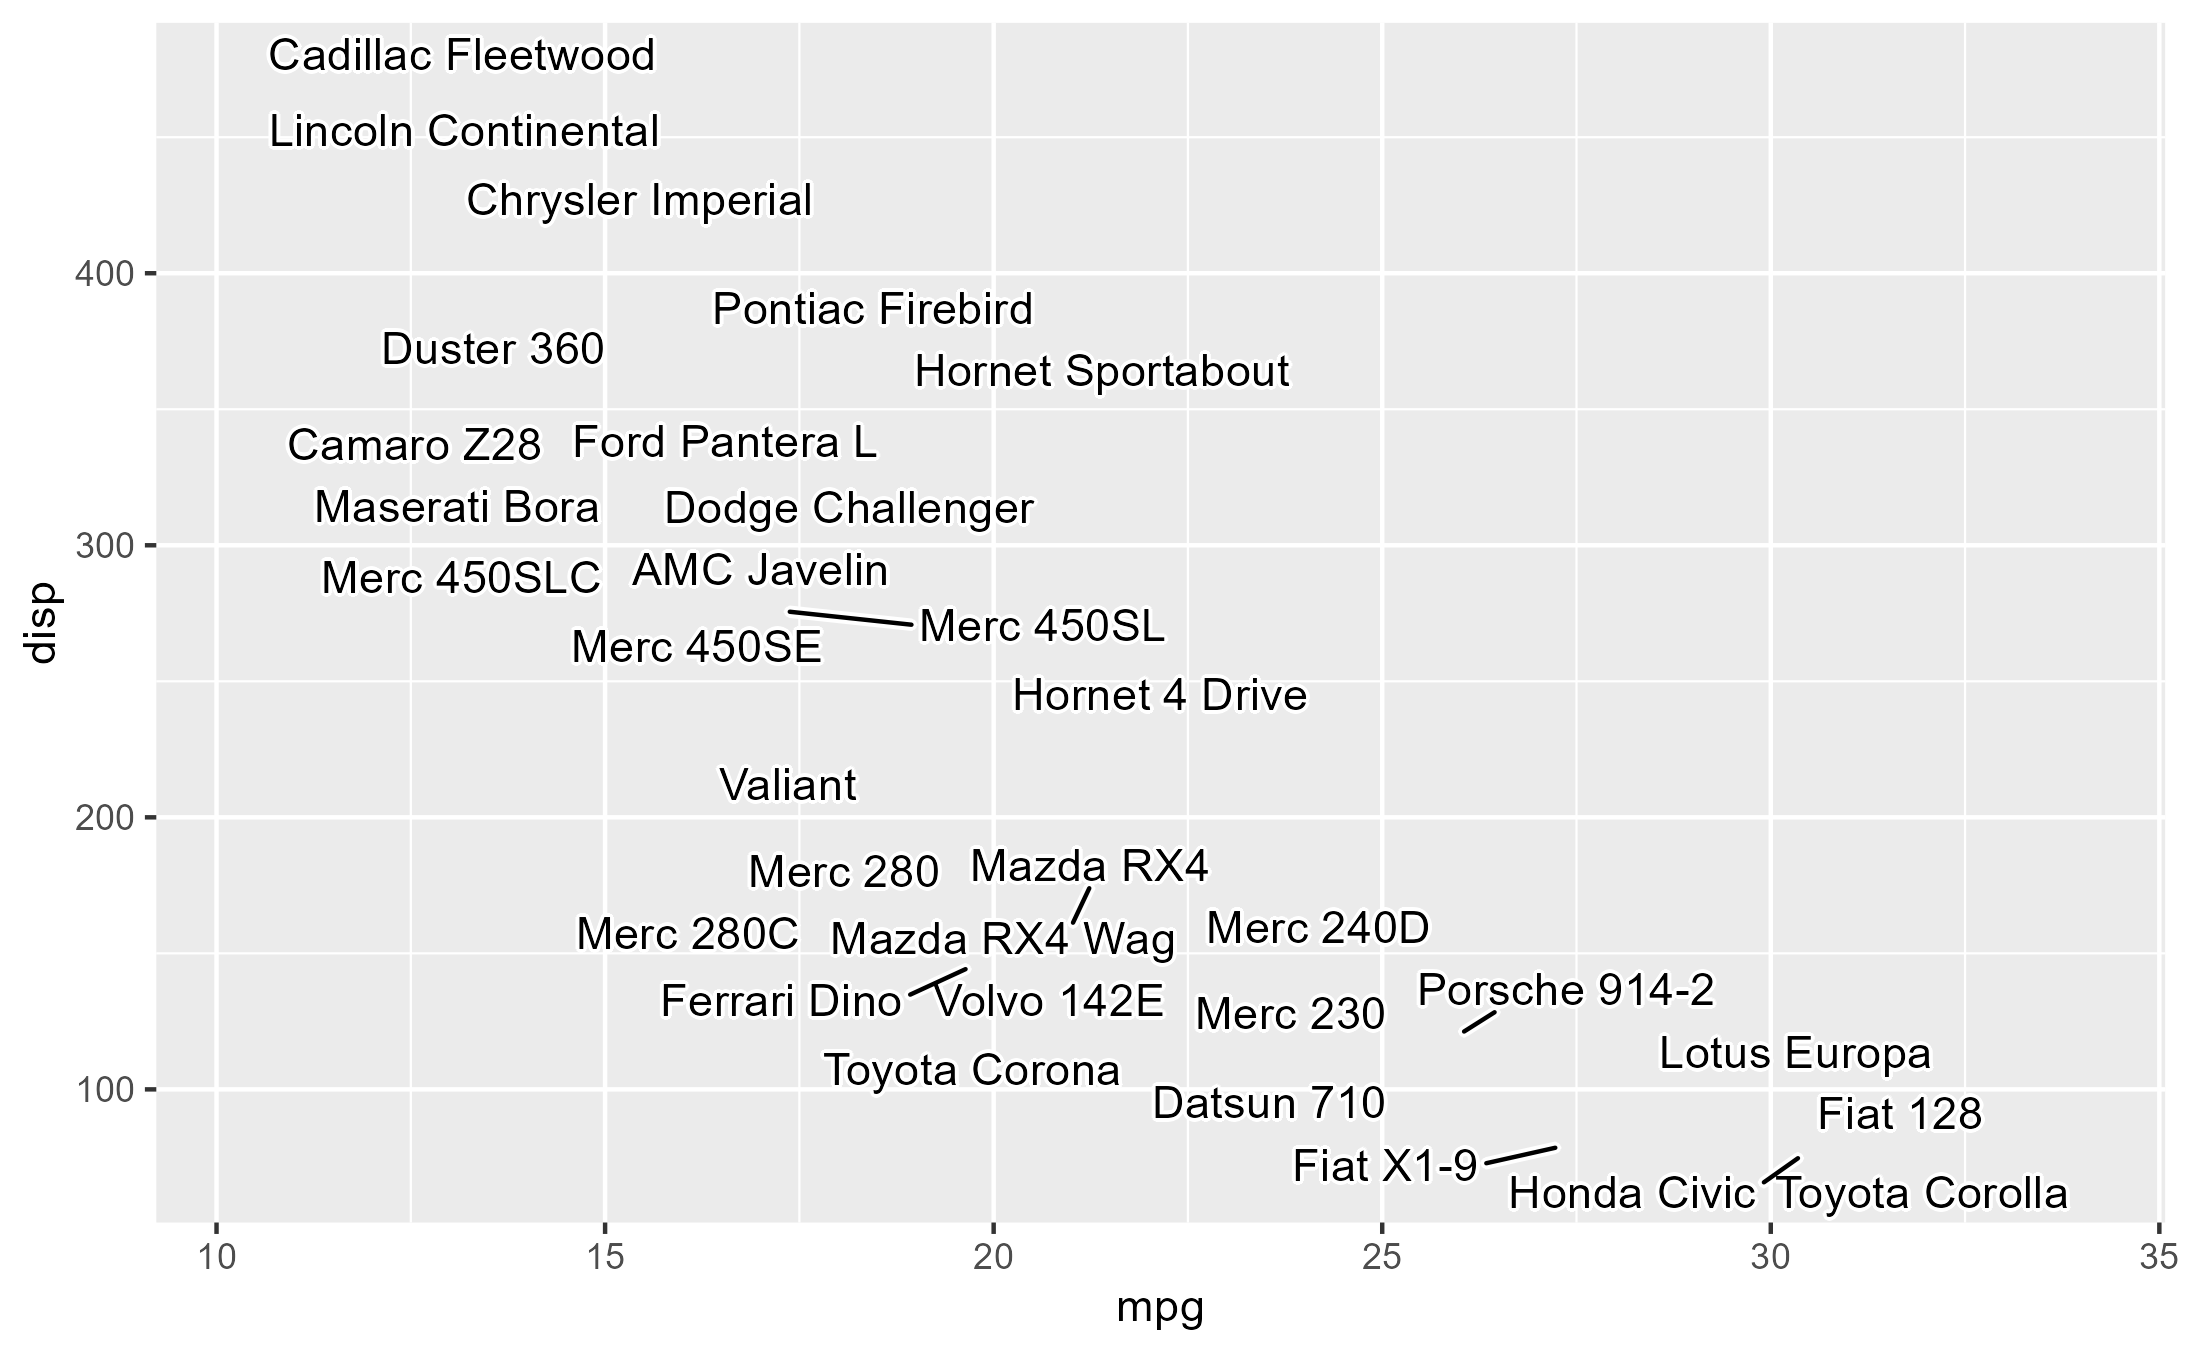 Cadillac Fleetwood
Lincoln Continental
Chrysler Imperial
400
Pontiac Firebird
Duster 360
Hornet Sportabout
Camaro Z28
Ford Pantera L
Maserati Bora
Dodge Challenger
300
AMC Javelin
Merc 450SLC
disp
Merc 450SL
Merc 450SE
Hornet 4 Drive
Valiant
200
Merc 280
Mazda RX4
Merc 280C
Mazda RX4 Wag
Merc 240D
Porsche 914-2
Ferrari Dino
Volvo 142E
Merc 230
Lotus Europa
Toyota Corona
100
Datsun 710
Fiat 128
Fiat X1-9
Honda Civic
Toyota Corolla
10
15
20
25
30
35
mpg